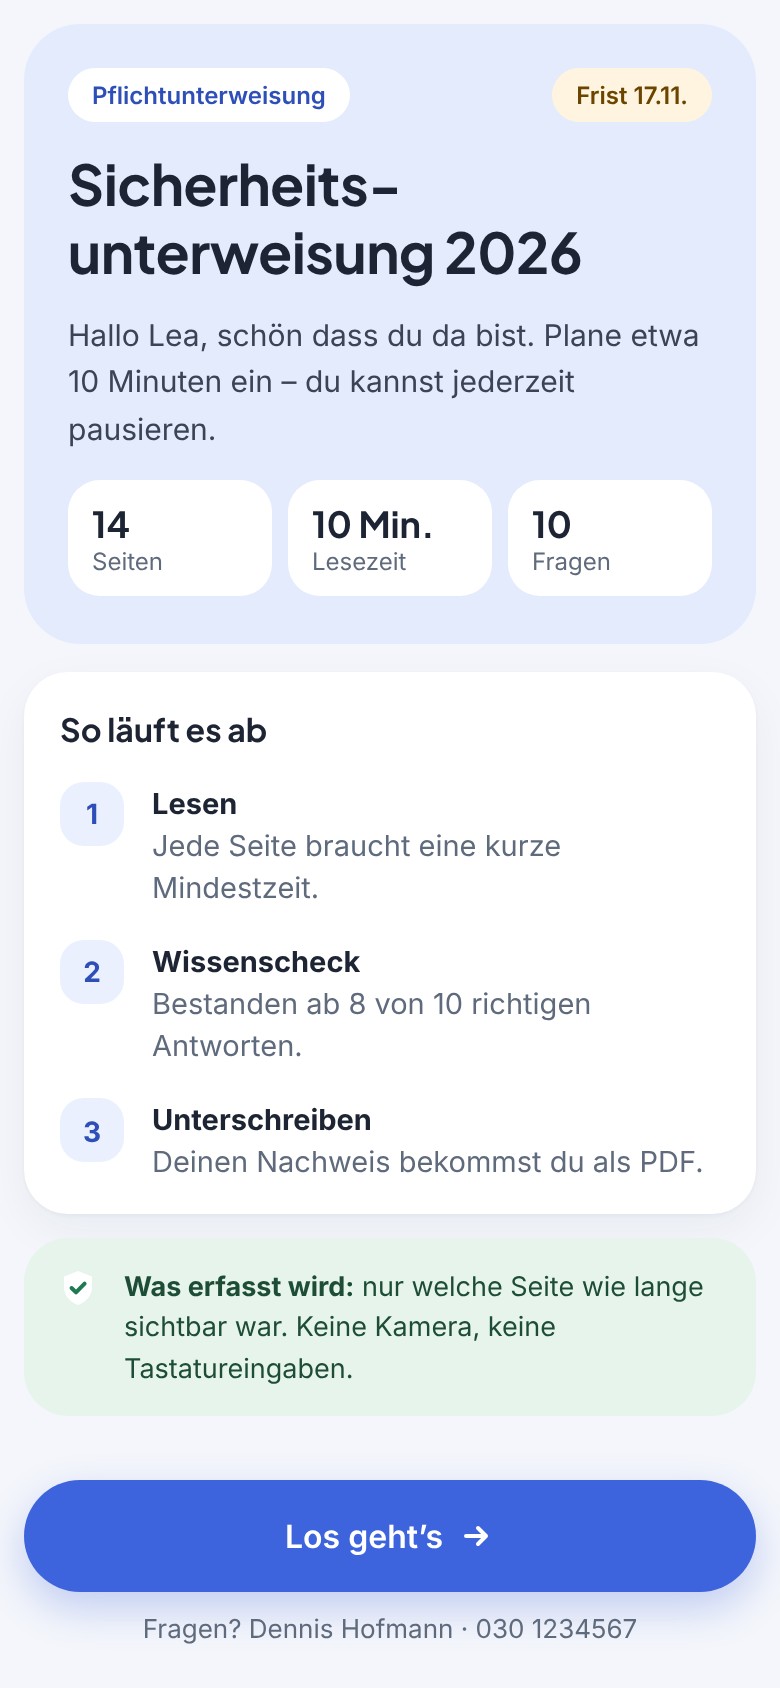 Pflichtunterweisung
Frist 17.11.
Sicherheits-
unterweisung 2026
Hallo Lea, schön dass du da bist. Plane etwa
10 Minuten ein – du kannst jederzeit
pausieren.
14
Seiten
10 Min.
Lesezeit
10
Fragen
So läuft es ab
1
Lesen
Jede Seite braucht eine kurze
Mindestzeit.
2
Wissenscheck
Bestanden ab 8 von 10 richtigen
Antworten.
3
Unterschreiben
Deinen Nachweis bekommst du als PDF.
Was erfasst wird: nur welche Seite wie lange
sichtbar war. Keine Kamera, keine
Tastatureingaben.
Los geht’s →
Fragen? Dennis Hofmann · 030 1234567